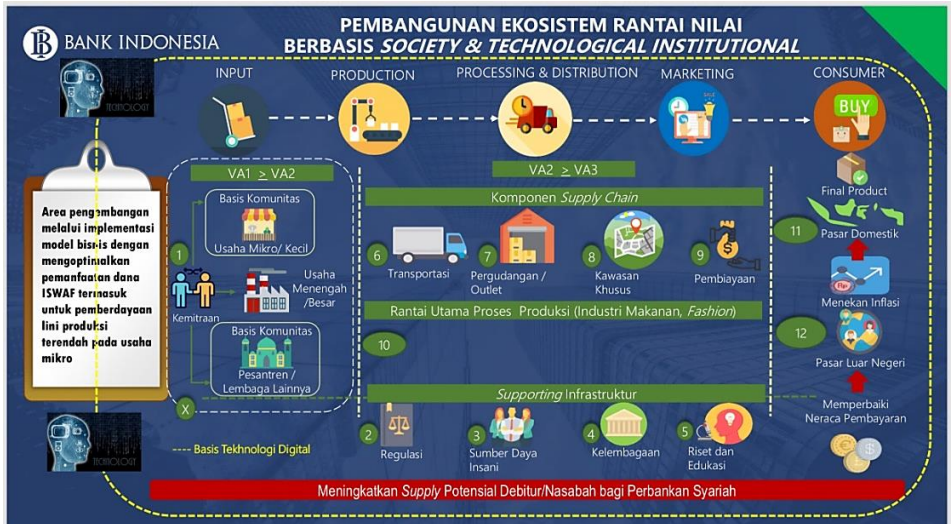 BANK INDONESIA
PEMBANGUNAN EKOSISTEM RANTAI NILAI
BERBASIS SOCIETY & TECHNOLOGICAL INSTITUTIONAL
TECHNOLOGY
INPUT
PRODUCTION
PROCESSING & DISTRIBUTION
MARKETING
CONSUMER
BUY
Area pengembangan
melalui implementasi
model bisnis dengan
mengoptimalkan
pemanfaatan dana
ISWAF termasuk
untuk pemberdayaan
lini produksi
terendah pada usaha
mikro
VA1 ≥ VA2
Basis Komunitas
Usaha Mikro/ Kecil
1
Kemitraan
Usaha
Menengah
/Besar
Basis Komunitas
Pesantren /
Lembaga Lainnya
X
VA2 ≥ VA3
Komponen Supply Chain
6
Transportasi
7
Pergudangan /
Outlet
8
Kawasan
Khusus
9
Pembiayaan
Rantai Utama Proses Produksi (Industri Makanan, Fashion)
10
Supporting Infrastruktur
2
Regulasi
3
Sumber Daya
Insani
4
Kelembagaan
5
Riset dan
Edukasi
Final Product
11
Pasar Domestik
Rp
Menekan Inflasi
12
Pasar Luar Negeri
Memperbaiki
Neraca Pembayaran
TECHNOLOGY
Basis Tekhnologi Digital
Meningkatkan Supply Potensial Debitur/Nasabah bagi Perbankan Syariah